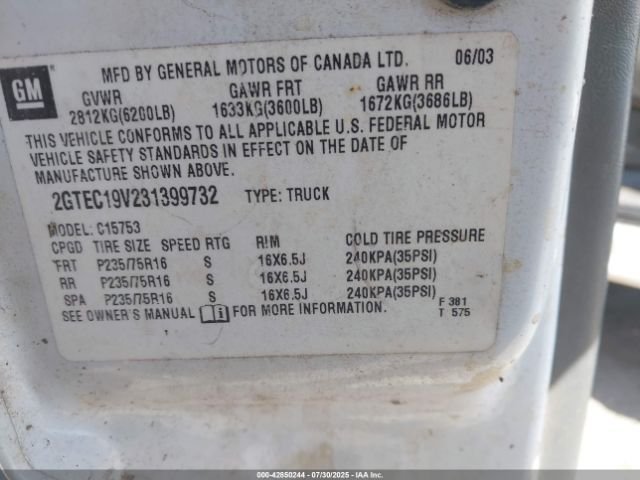 GM
MFD BY GENERAL MOTORS OF CANADA LTD. 06/03
GVWR GAWR FRT GAWR RR
2812KG(6200LB) 1633KG(3600LB) 1672KG(3686LB)
THIS VEHICLE CONFORMS TO ALL APPLICABLE U.S. FEDERAL MOTOR
VEHICLE SAFETY STANDARDS IN EFFECT ON THE DATE OF
MANUFACTURE SHOWN ABOVE.
2GTEC19V231399732 TYPE: TRUCK
MODEL: C15753
CPGD TIRE SIZE SPEED RTG RIM COLD TIRE PRESSURE
FRT P235/75R16 S 16X6.5J 240KPA(35PSI)
RR P235/75R16 S 16X6.5J 240KPA(35PSI)
SPA P235/75R16 S 16X6.5J 240KPA(35PSI)
SEE OWNER'S MANUAL i FOR MORE INFORMATION.
F 381
T 575
000-42850244 - 07/30/2025 - IAAI.COM